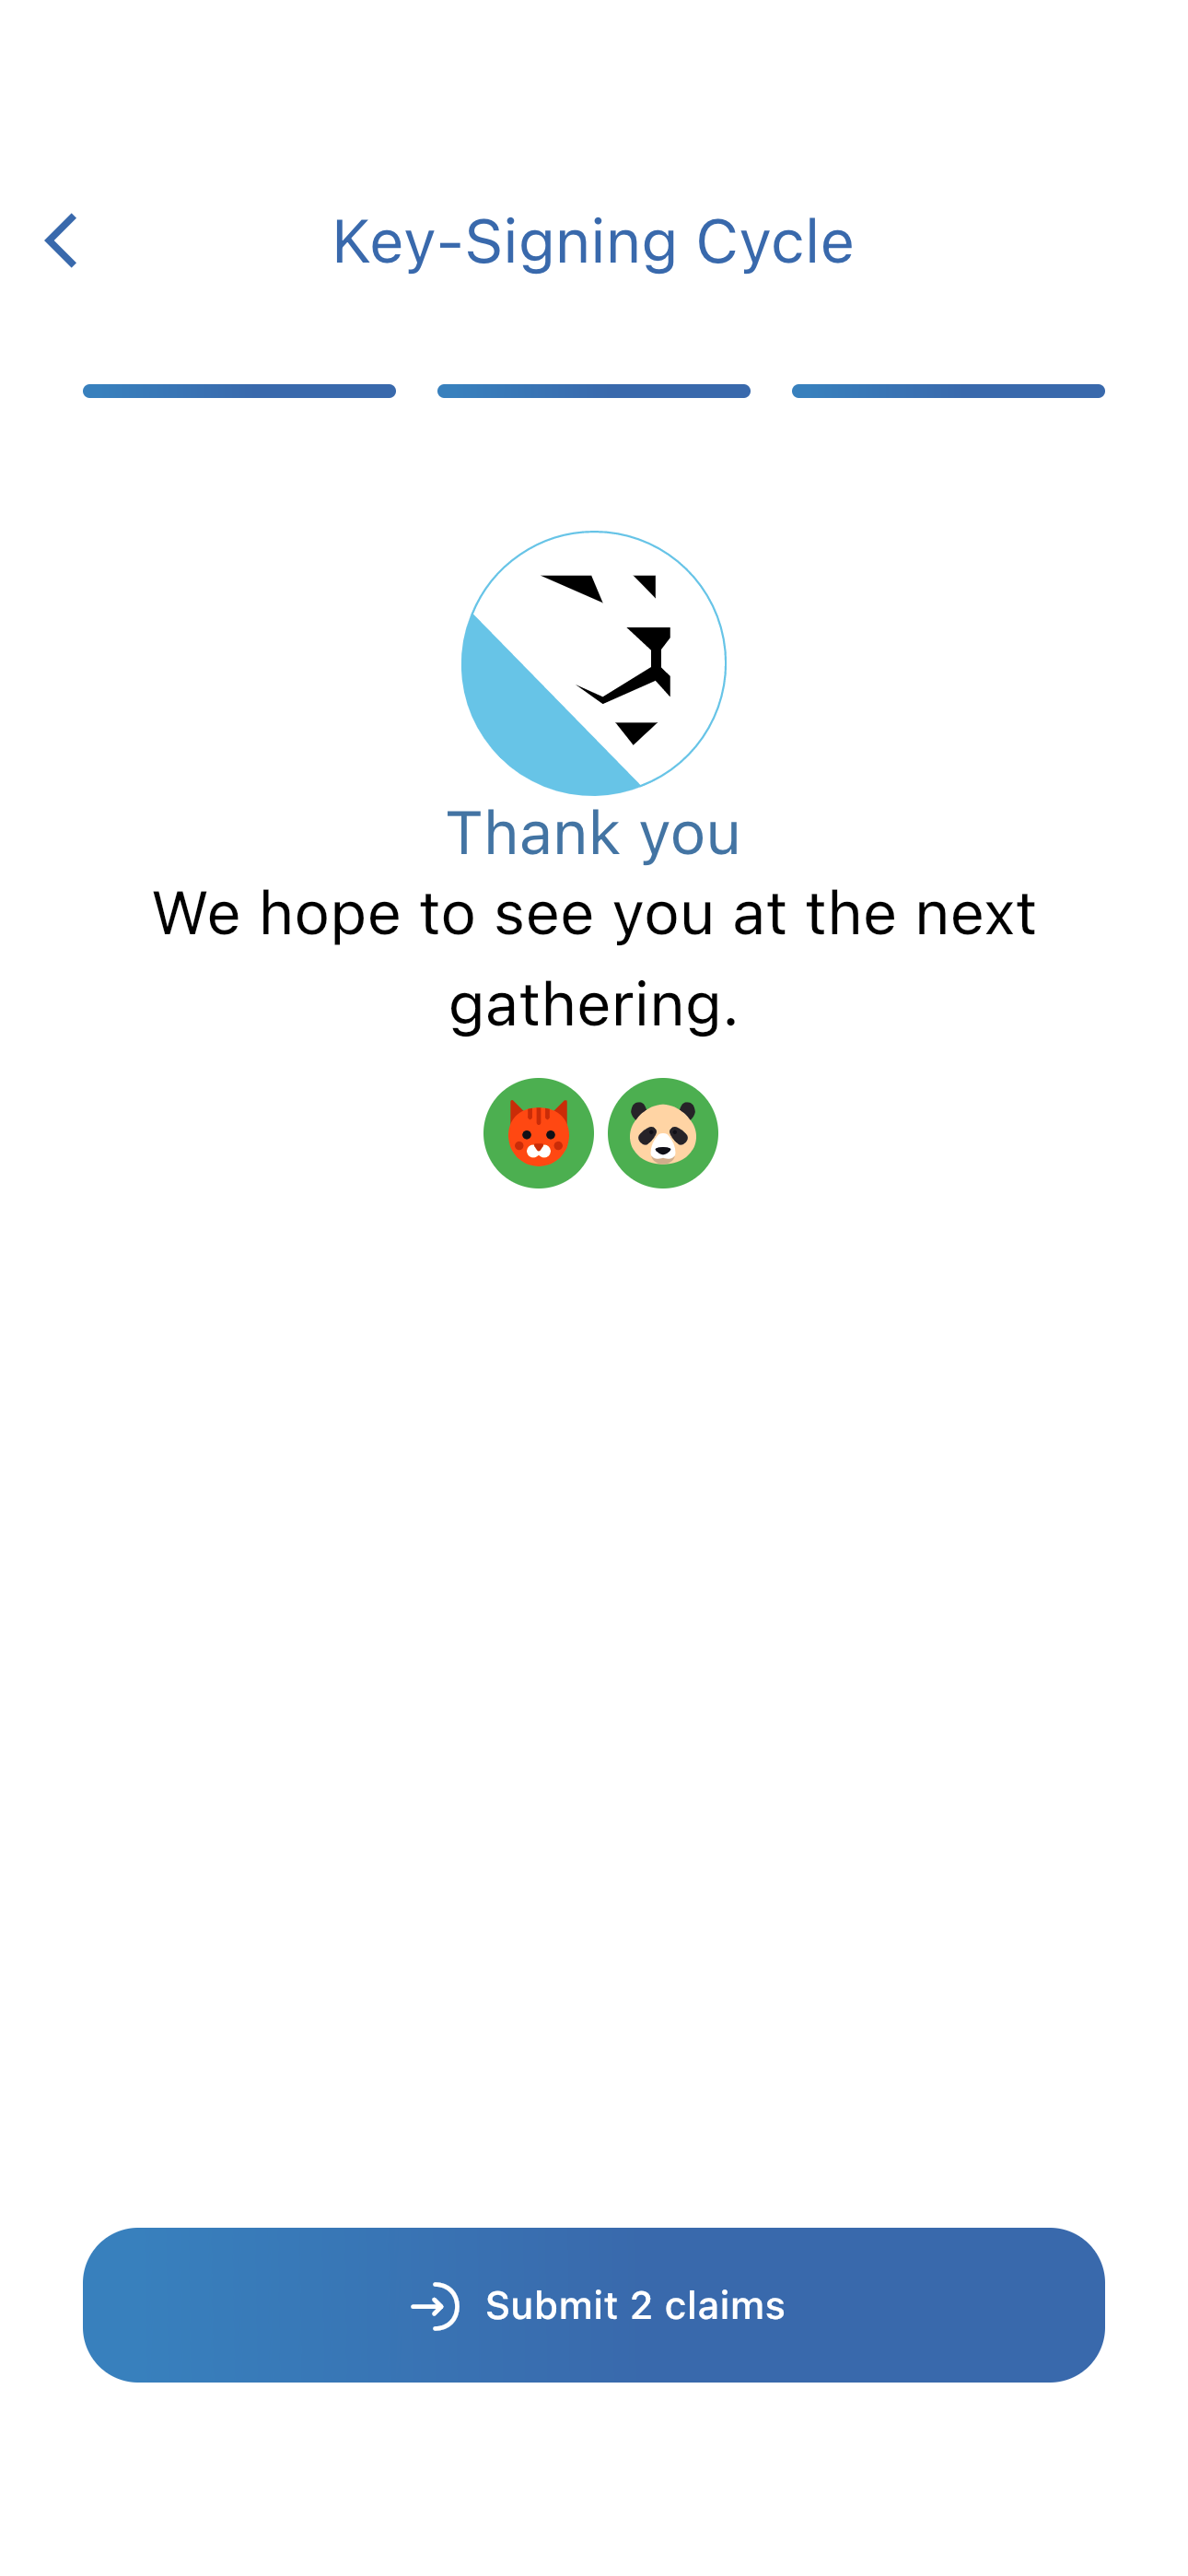 Key-Signing Cycle
Thank you
We hope to see you at the next
gathering.
Submit 2 claims